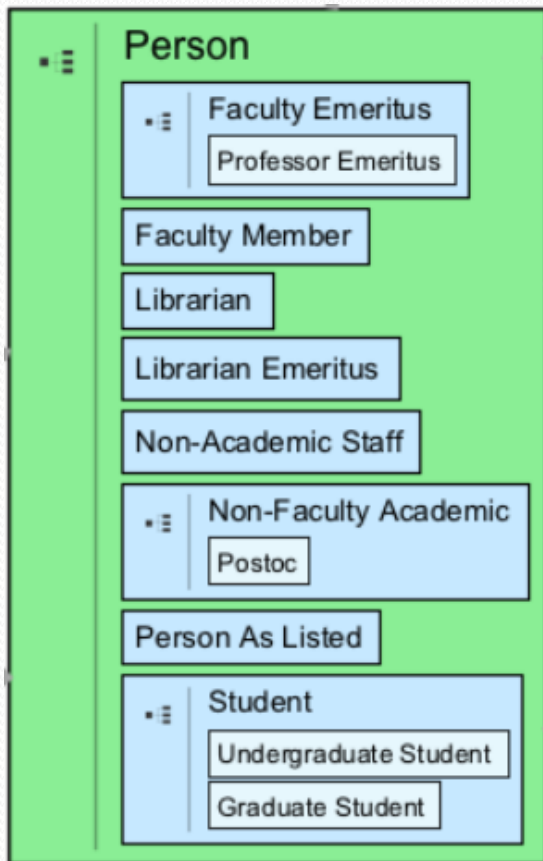 Person
Faculty Emeritus
Professor Emeritus
Faculty Member
Librarian
Librarian Emeritus
Non-Academic Staff
Non-Faculty Academic
Postoc
Person As Listed
Student
Undergraduate Student
Graduate Student